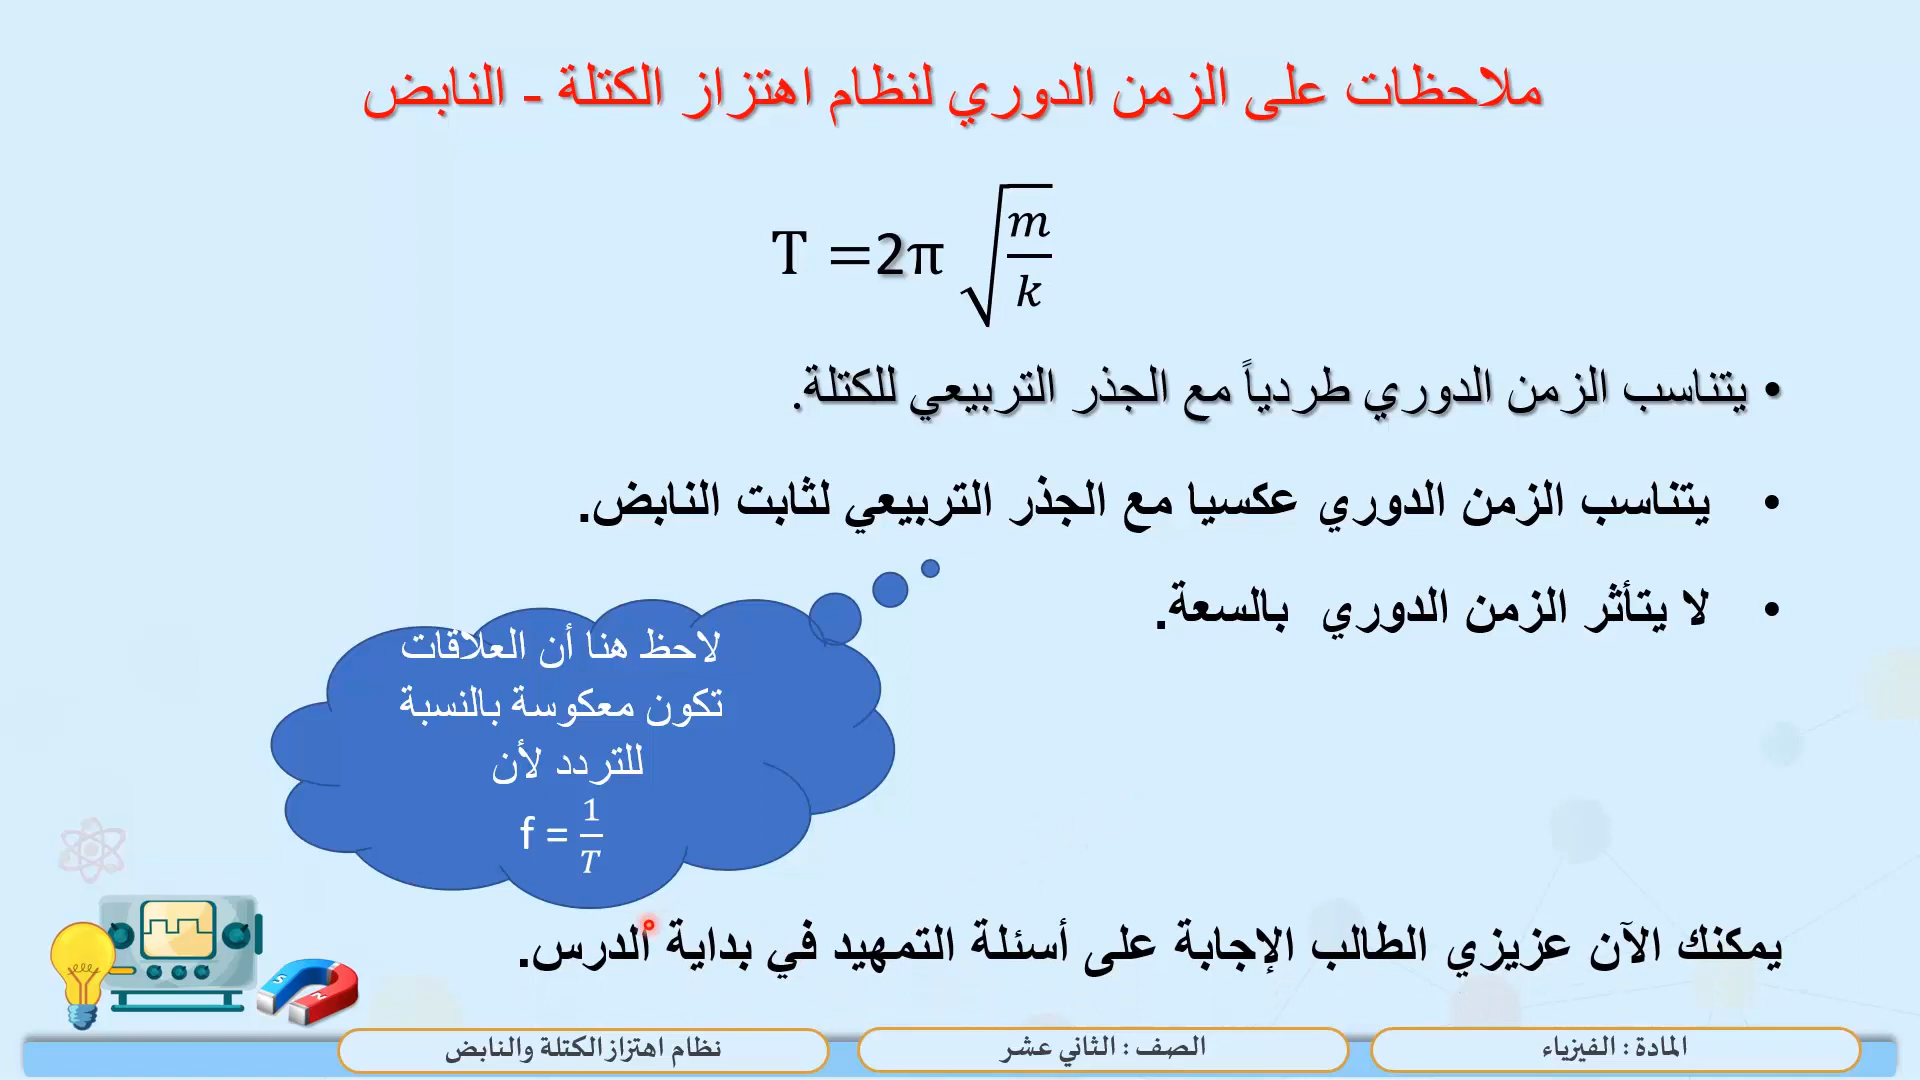 ملاحظات على الزمن الدوري لنظام اهتزاز الكتلة - النابض
T =2π √(m/k)
• يتناسب الزمن الدوري طردياً مع الجذر التربيعي للكتلة.
• يتناسب الزمن الدوري عكسيا مع الجذر التربيعي لثابت النابض.
• لا يتأثر الزمن الدوري بالسعة.
لاحظ هنا أن العلاقات
تكون معكوسة بالنسبة
للتردد لأن
f = 1/T
يمكنك الآن عزيزي الطالب الإجابة على أسئلة التمهيد في بداية الدرس.
S N
المادة : الفيزياء
الصف : الثاني عشر
نظام اهتزاز الكتلة والنابض